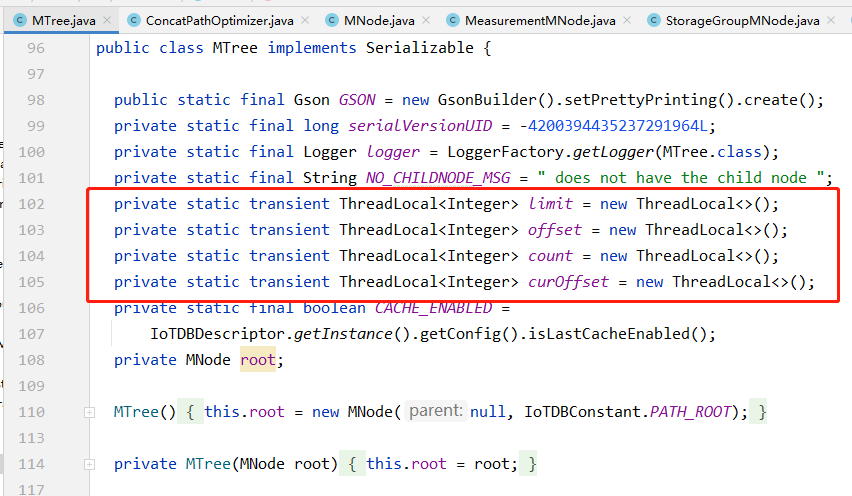 MTree.java ConcatPathOptimizer.java MNode.java MeasurementMNode.java StorageGroupMNode.java
96 public class MTree implements Serializable {
97
98 public static final Gson GSON = new GsonBuilder().setPrettyPrinting().create();
99 private static final long serialVersionUID = -4200394435237291964L;
100 private static final Logger logger = LoggerFactory.getLogger(MTree.class);
101 private static final String NO_CHILDNODE_MSG = " does not have the child node ";
102 private static transient ThreadLocal<Integer> limit = new ThreadLocal<>();
103 private static transient ThreadLocal<Integer> offset = new ThreadLocal<>();
104 private static transient ThreadLocal<Integer> count = new ThreadLocal<>();
105 private static transient ThreadLocal<Integer> curOffset = new ThreadLocal<>();
106 private static final boolean CACHE_ENABLED =
107 IoTDBDescriptor.getInstance().getConfig().isLastCacheEnabled();
108 private MNode root;
109
110 MTree() { this.root = new MNode( parent: null, IoTDBConstant.PATH_ROOT); }
113
114 private MTree(MNode root) { this.root = root; }
117